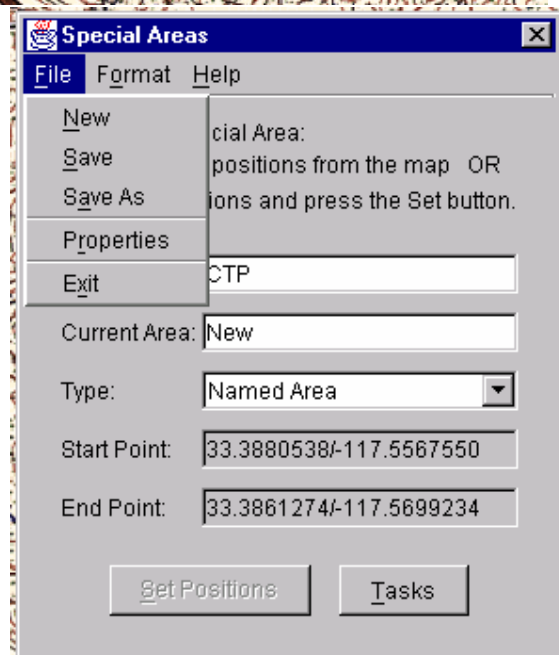 Special Areas
File Format Help
New
Save
Save As
Properties
Exit
cial Area:
positions from the map OR
ions and press the Set button.
CTP
Current Area: New
Type: Named Area
Start Point: 33.3880538/-117.5567550
End Point: 33.3861274/-117.5699234
Set Positions Tasks